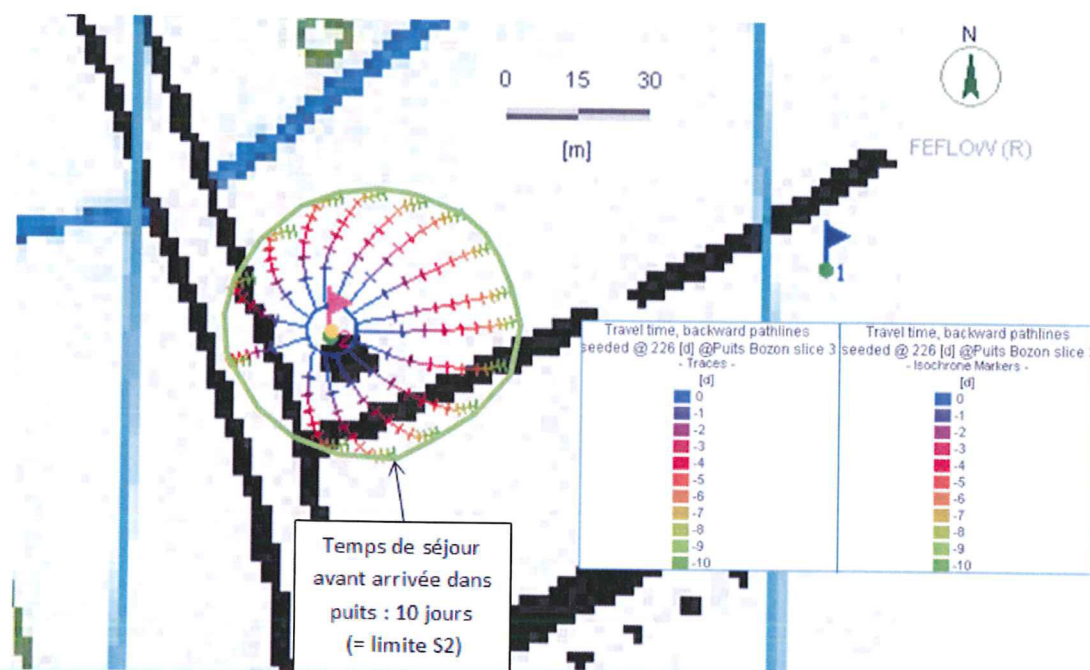 N
0 15 30
[m]
FEFLOW (R)
1
2
Travel time, backward pathlines
seeded @ 226 [d] @Puits Bozon slice 3
- Traces -
[d]
0
-1
-2
-3
-4
-5
-6
-7
-8
-9
-10
Travel time, backward pathlines
seeded @ 226 [d] @Puits Bozon slice
- Isochrone Markers -
[d]
0
-1
-2
-3
-4
-5
-6
-7
-8
-9
-10
Temps de séjour
avant arrivée dans
puits : 10 jours
(= limite S2)